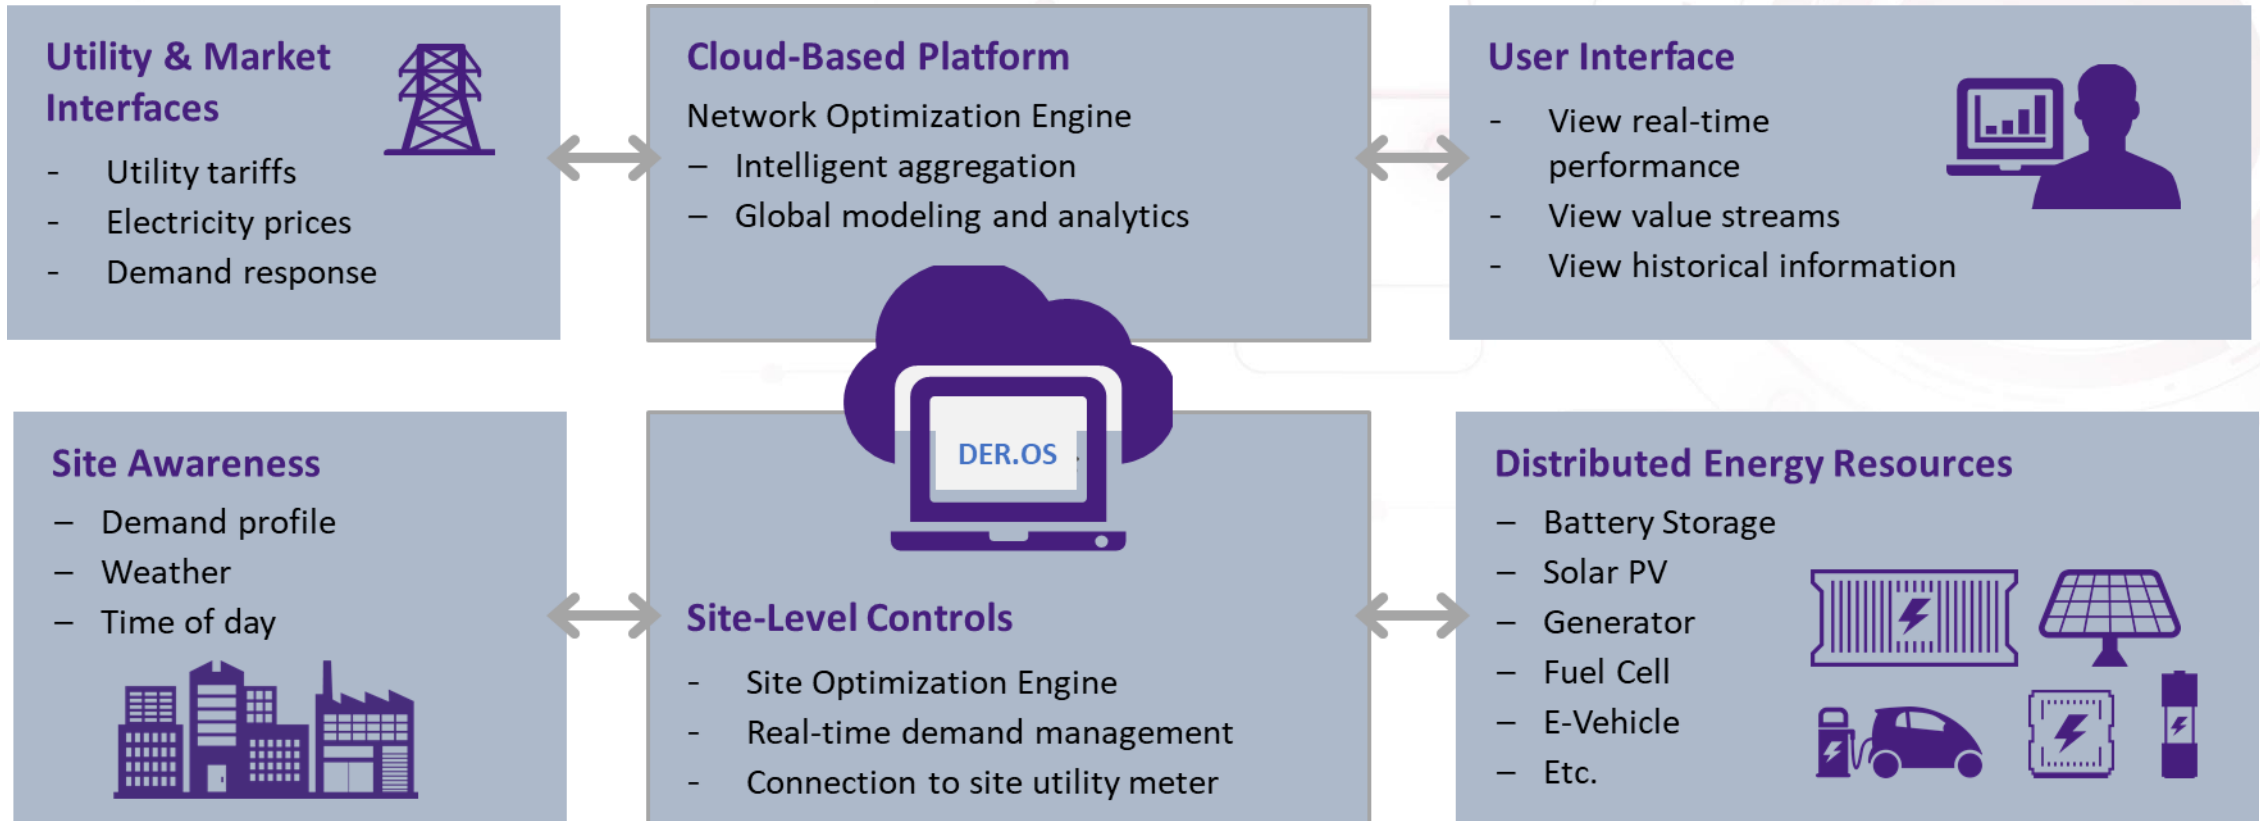 Utility & Market
Interfaces
- Utility tariffs
- Electricity prices
- Demand response
Cloud-Based Platform
Network Optimization Engine
– Intelligent aggregation
– Global modeling and analytics
User Interface
- View real-time
performance
- View value streams
- View historical information
DER.OS
Site Awareness
– Demand profile
– Weather
– Time of day
Site-Level Controls
- Site Optimization Engine
- Real-time demand management
- Connection to site utility meter
Distributed Energy Resources
– Battery Storage
– Solar PV
– Generator
– Fuel Cell
– E-Vehicle
– Etc.